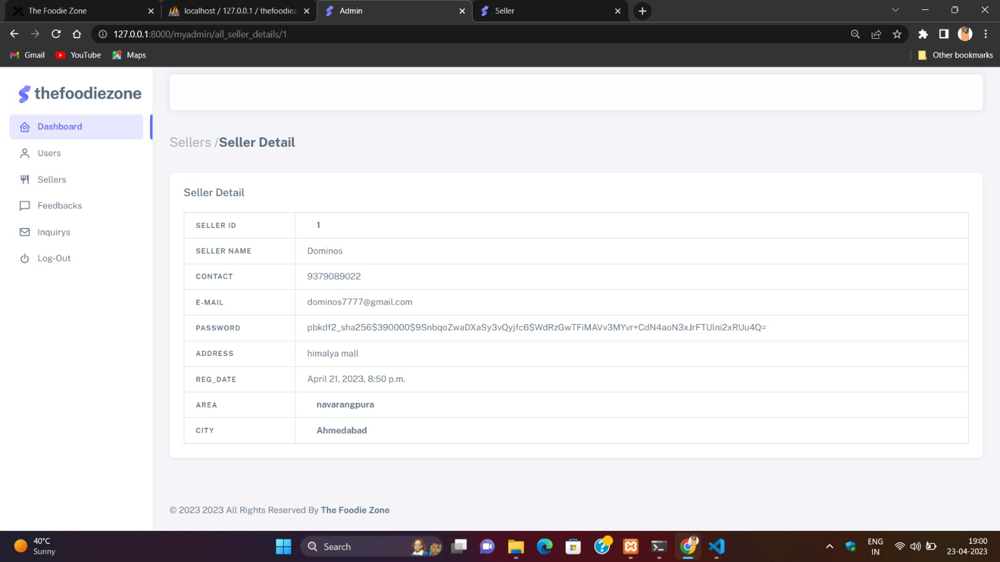 The Foodie Zone
localhost / 127.0.0.1 / thefoodiez
Admin
Seller
127.0.0.1:8000/myadmin/all_seller_details/1
Gmail
YouTube
Maps
Other bookmarks
thefoodiezone
Dashboard
Users
Sellers
Feedbacks
Inquirys
Log-Out
Sellers /Seller Detail
Seller Detail
SELLER ID 1
SELLER NAME Dominos
CONTACT 9379089022
E-MAIL dominos7777@gmail.com
PASSWORD pbkdf2_sha256$390000$9SnbqoZwaDXaSy3vQyjfc6$WdRzGwTFiMAVv3MYvr+CdN4aoN3xJrFTUlni2xRUu4Q=
ADDRESS himalya mall
REG_DATE April 21, 2023, 8:50 p.m.
AREA navarangpura
CITY Ahmedabad
© 2023 2023 All Rights Reserved By The Foodie Zone
40°C
Sunny
Search
ENG
IN
19:00
23-04-2023